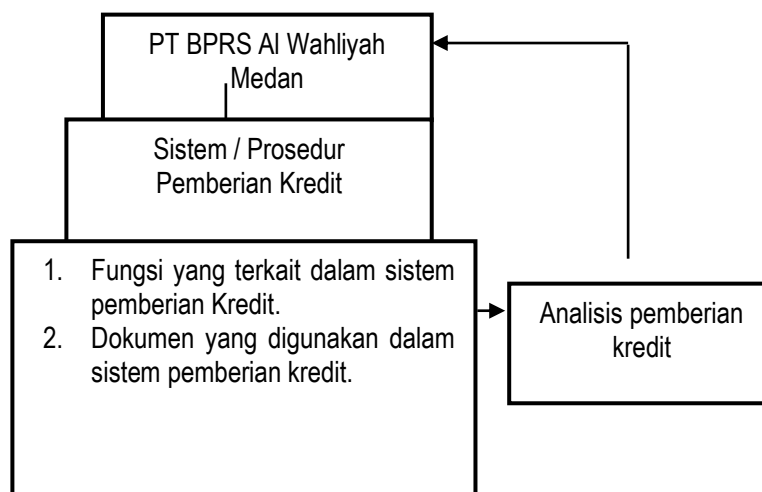 PT BPRS Al Wahliyah
Medan
Sistem / Prosedur
Pemberian Kredit
1. Fungsi yang terkait dalam sistem
pemberian Kredit.
2. Dokumen yang digunakan dalam
sistem pemberian kredit.
Analisis pemberian
kredit